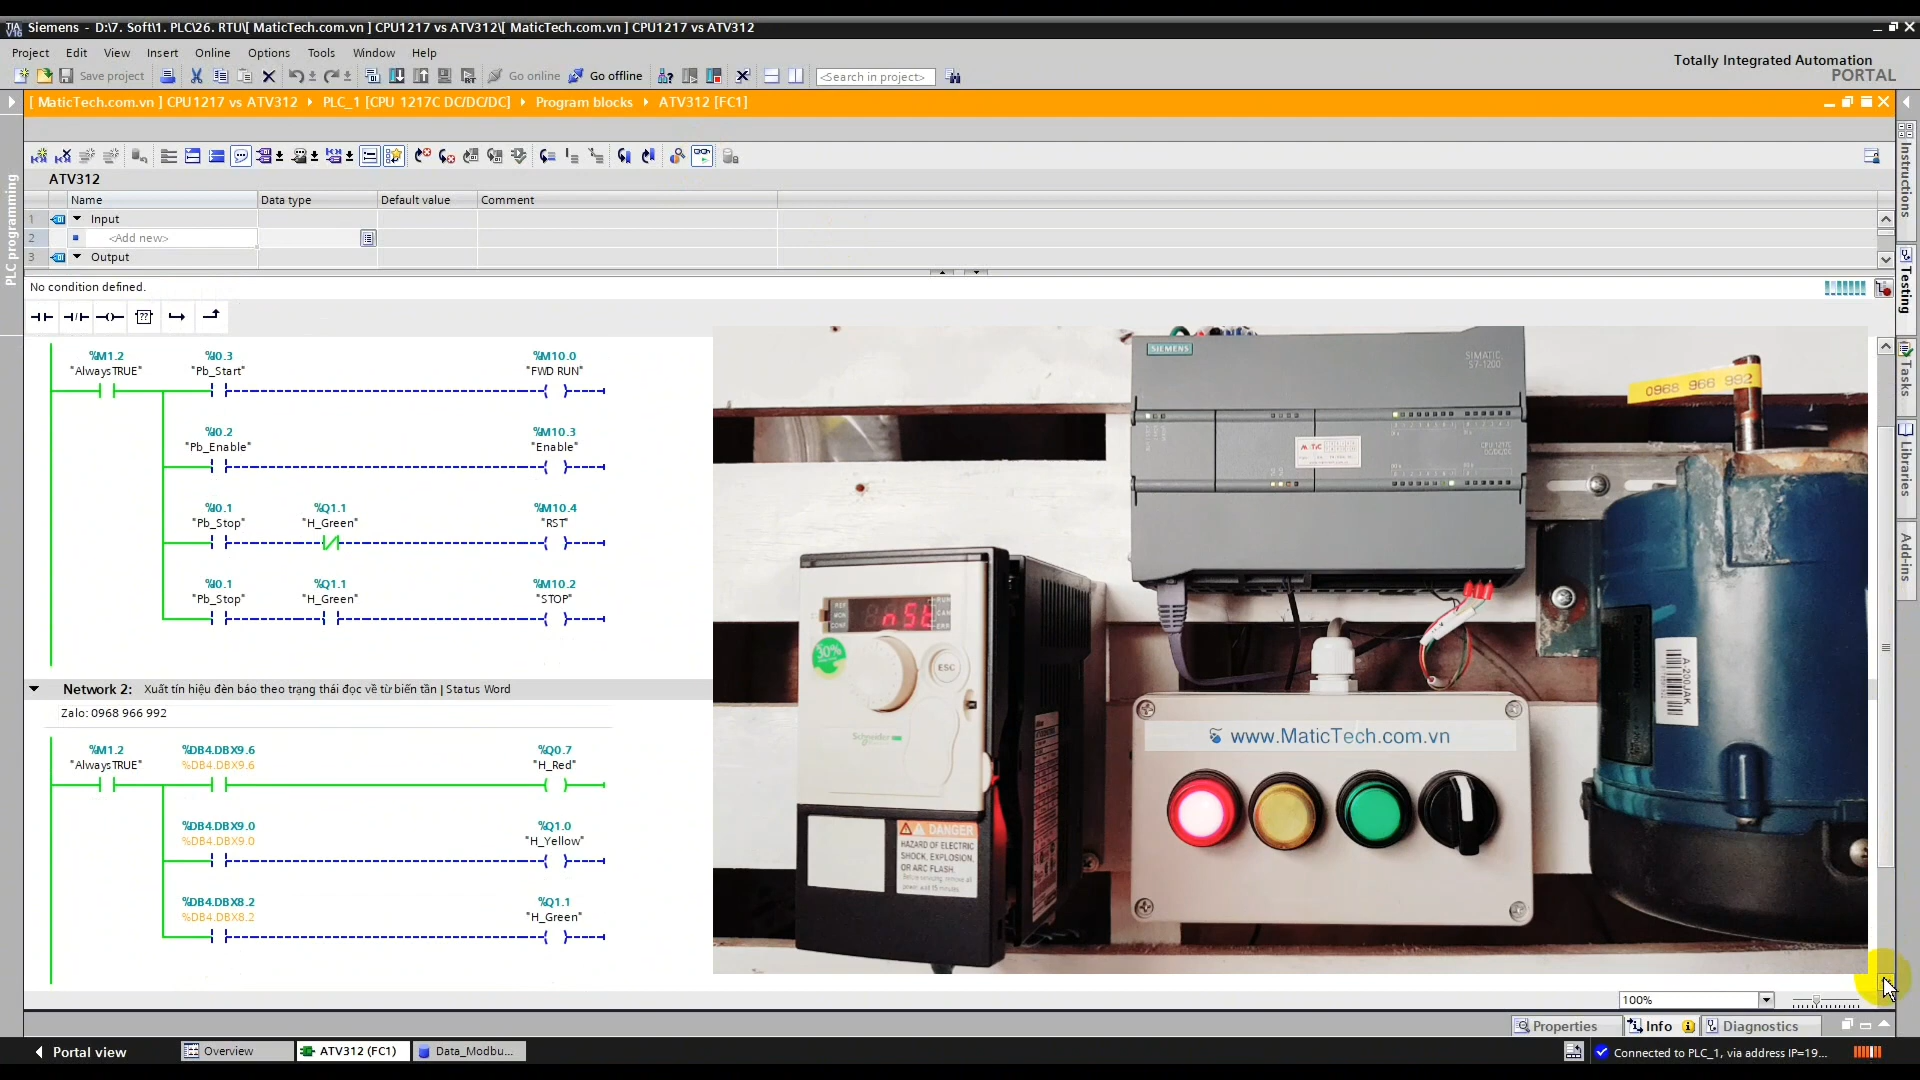 Siemens - D:\7. Soft\1. PLC\26. RTU\[ MaticTech.com.vn ] CPU1217 vs ATV312\[ MaticTech.com.vn ] CPU1217 vs ATV312
Project Edit View Insert Online Options Tools Window Help
Totally Integrated Automation
PORTAL
Save project Go online Go offline <Search in project>
[ MaticTech.com.vn ] CPU1217 vs ATV312 PLC_1 [CPU 1217C DC/DC/DC] Program blocks ATV312 [FC1]
PLC programming
ATV312
Name Data type Default value Comment
1 Input
2 <Add new>
3 Output
No condition defined.
%M1.2 %I0.3 %M10.0
"AlwaysTRUE" "Pb_Start" "FWD RUN"
%I0.2 %M10.3
"Pb_Enable" "Enable"
%I0.1 %Q1.1 %M10.4
"Pb_Stop" "H_Green" "RST"
%I0.1 %Q1.1 %M10.2
"Pb_Stop" "H_Green" "STOP"
Network 2: Xuất tín hiệu đèn báo theo trạng thái đọc về từ biến tần | Status Word
Zalo: 0968 966 992
%M1.2 %DB4.DBX9.6 %Q0.7
"AlwaysTRUE" %DB4.DBX9.6 "H_Red"
%DB4.DBX9.0 %Q1.0
%DB4.DBX9.0 "H_Yellow"
%DB4.DBX8.2 %Q1.1
%DB4.DBX8.2 "H_Green"
SIEMENS
SIMATIC
S7-1200
CPU 1217C
DC/DC/DC
0968 966 992
nSt
30%
ESC
Schneider
DANGER
HAZARD OF ELECTRIC
SHOCK, EXPLOSION,
OR ARC FLASH.
www.MaticTech.com.vn
A-200JAK
Instructions
Testing
Tasks
Libraries
Add-ins
100%
Properties Info Diagnostics
Portal view Overview ATV312 (FC1) Data_Modbu... Connected to PLC_1, via address IP=19...